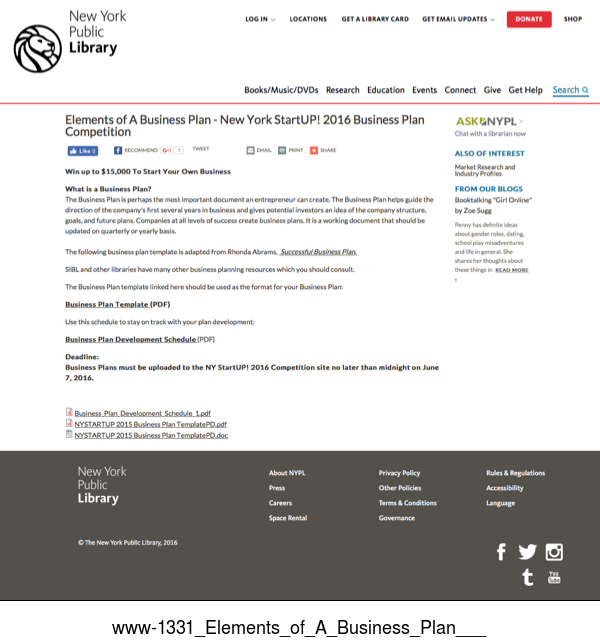 New York
Public
Library
LOG IN LOCATIONS GET A LIBRARY CARD GET EMAIL UPDATES DONATE SHOP
Books/Music/DVDs Research Education Events Connect Give Get Help Search
Elements of A Business Plan - New York StartUP! 2016 Business Plan
Competition
Like 0 RECOMMEND G+1 1 TWEET EMAIL PRINT SHARE
Win up to $15,000 To Start Your Own Business
What is a Business Plan?
The Business Plan is perhaps the most important document an entrepreneur can create. The Business Plan helps guide the
direction of the company's first several years in business and gives potential investors an idea of the company structure,
goals, and future plans. Companies at all levels of success create business plans. It is a working document that should be
updated on quarterly or yearly basis.
The following business plan template is adapted from Rhonda Abrams, Successful Business Plan.
SIBL and other libraries have many other business planning resources which you should consult.
The Business Plan template linked here should be used as the format for your Business Plan:
Business Plan Template (PDF)
Use this schedule to stay on track with your plan development:
Business Plan Development Schedule (PDF)
Deadline:
Business Plans must be uploaded to the NY StartUP! 2016 Competition site no later than midnight on June
7, 2016.
Business_Plan_Development_Schedule_1.pdf
NYSTARTUP 2015 Business Plan TemplatePD.pdf
NYSTARTUP 2015 Business Plan TemplatePD.doc
ASK NYPL >
Chat with a librarian now
ALSO OF INTEREST
Market Research and
Industry Profiles
FROM OUR BLOGS
Booktalking "Girl Online"
by Zoe Sugg
Penny has definite ideas
about gender roles, dating,
school play misadventures
and life in general. She
shares her thoughts about
these things in READ MORE
New York
Public
Library
About NYPL
Press
Careers
Space Rental
Privacy Policy
Other Policies
Terms & Conditions
Governance
Rules & Regulations
Accessibility
Language
© The New York Public Library, 2016
f
t You Tube
www-1331_Elements_of_A_Business_Plan___